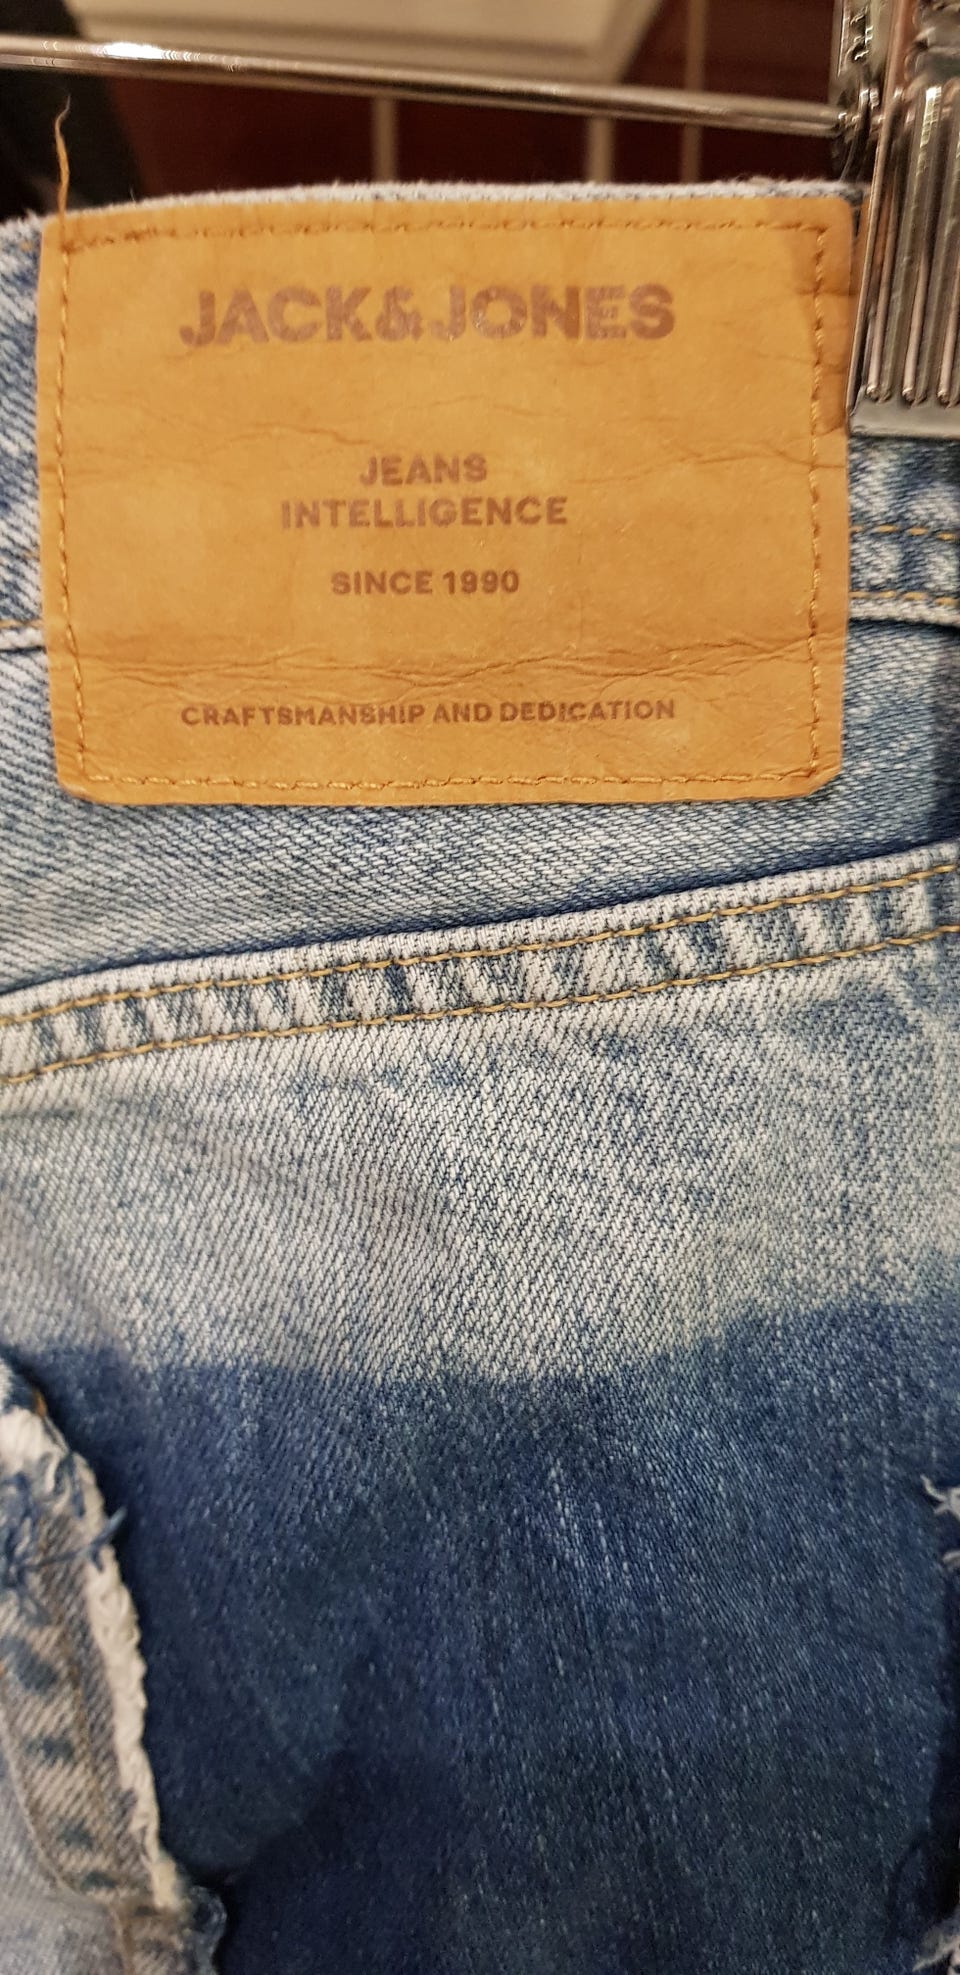 JACK&JONES
JEANS
INTELLIGENCE
SINCE 1990
CRAFTSMANSHIP AND DEDICATION